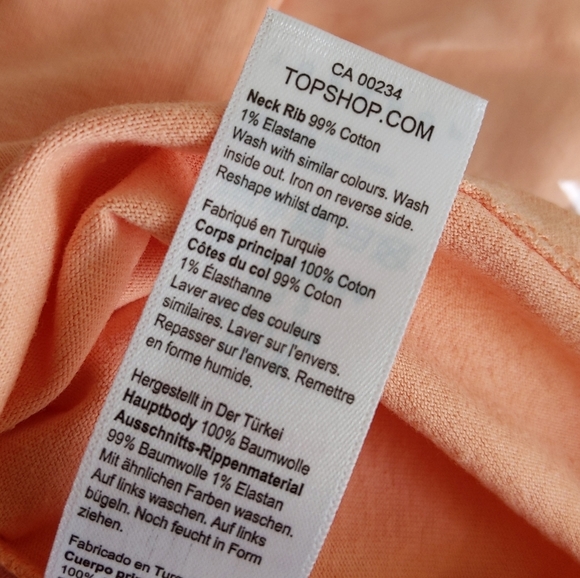 CA 00234
TOPSHOP.COM
Neck Rib 99% Cotton
1% Elastane
Wash with similar colours. Wash
inside out. Iron on reverse side.
Reshape whilst damp.
Fabriqué en Turquie
Corps principal 100% Coton
Côtes du col 99% Coton
1% Élasthanne
Laver avec des couleurs
similaires. Laver sur l'envers.
Repasser sur l'envers. Remettre
en forme humide.
Hergestellt in Der Türkei
Hauptbody 100% Baumwolle
Ausschnitts-Rippenmaterial
99% Baumwolle 1% Elastan
Mit ähnlichen Farben waschen.
Auf links waschen. Auf links
bügeln. Noch feucht in Form
ziehen.
Fabricado en
Cuerpo
100%